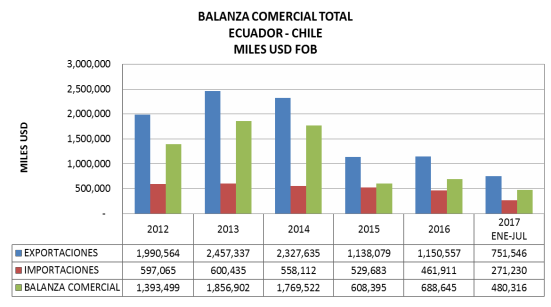 BALANZA COMERCIAL TOTAL
ECUADOR - CHILE
MILES USD FOB
MILES USD
3,000,000
2,500,000
2,000,000
1,500,000
1,000,000
500,000
-
2012 2013 2014 2015 2016 2017
ENE-JUL
EXPORTACIONES 1,990,564 2,457,337 2,327,635 1,138,079 1,150,557 751,546
IMPORTACIONES 597,065 600,435 558,112 529,683 461,911 271,230
BALANZA COMERCIAL 1,393,499 1,856,902 1,769,522 608,395 688,645 480,316